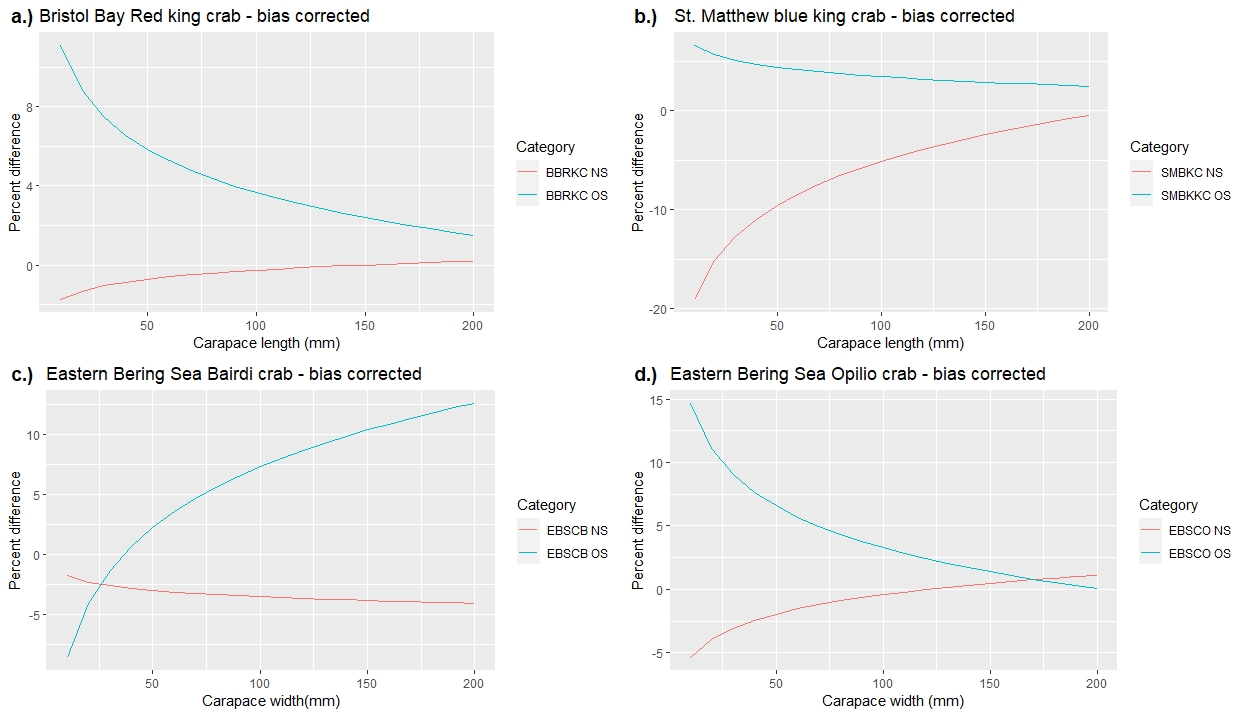 a.) Bristol Bay Red king crab - bias corrected
Percent difference
8
4
0
50 100 150 200
Carapace length (mm)
Category
BBRKC NS
BBRKC OS
b.) St. Matthew blue king crab - bias corrected
Percent difference
0
-10
-20
50 100 150 200
Carapace length (mm)
Category
SMBKC NS
SMBKKC OS
c.) Eastern Bering Sea Bairdi crab - bias corrected
Percent difference
10
5
0
-5
50 100 150 200
Carapace width(mm)
Category
EBSCB NS
EBSCB OS
d.) Eastern Bering Sea Opilio crab - bias corrected
Percent difference
15
10
5
0
-5
50 100 150 200
Carapace width (mm)
Category
EBSCO NS
EBSCO OS